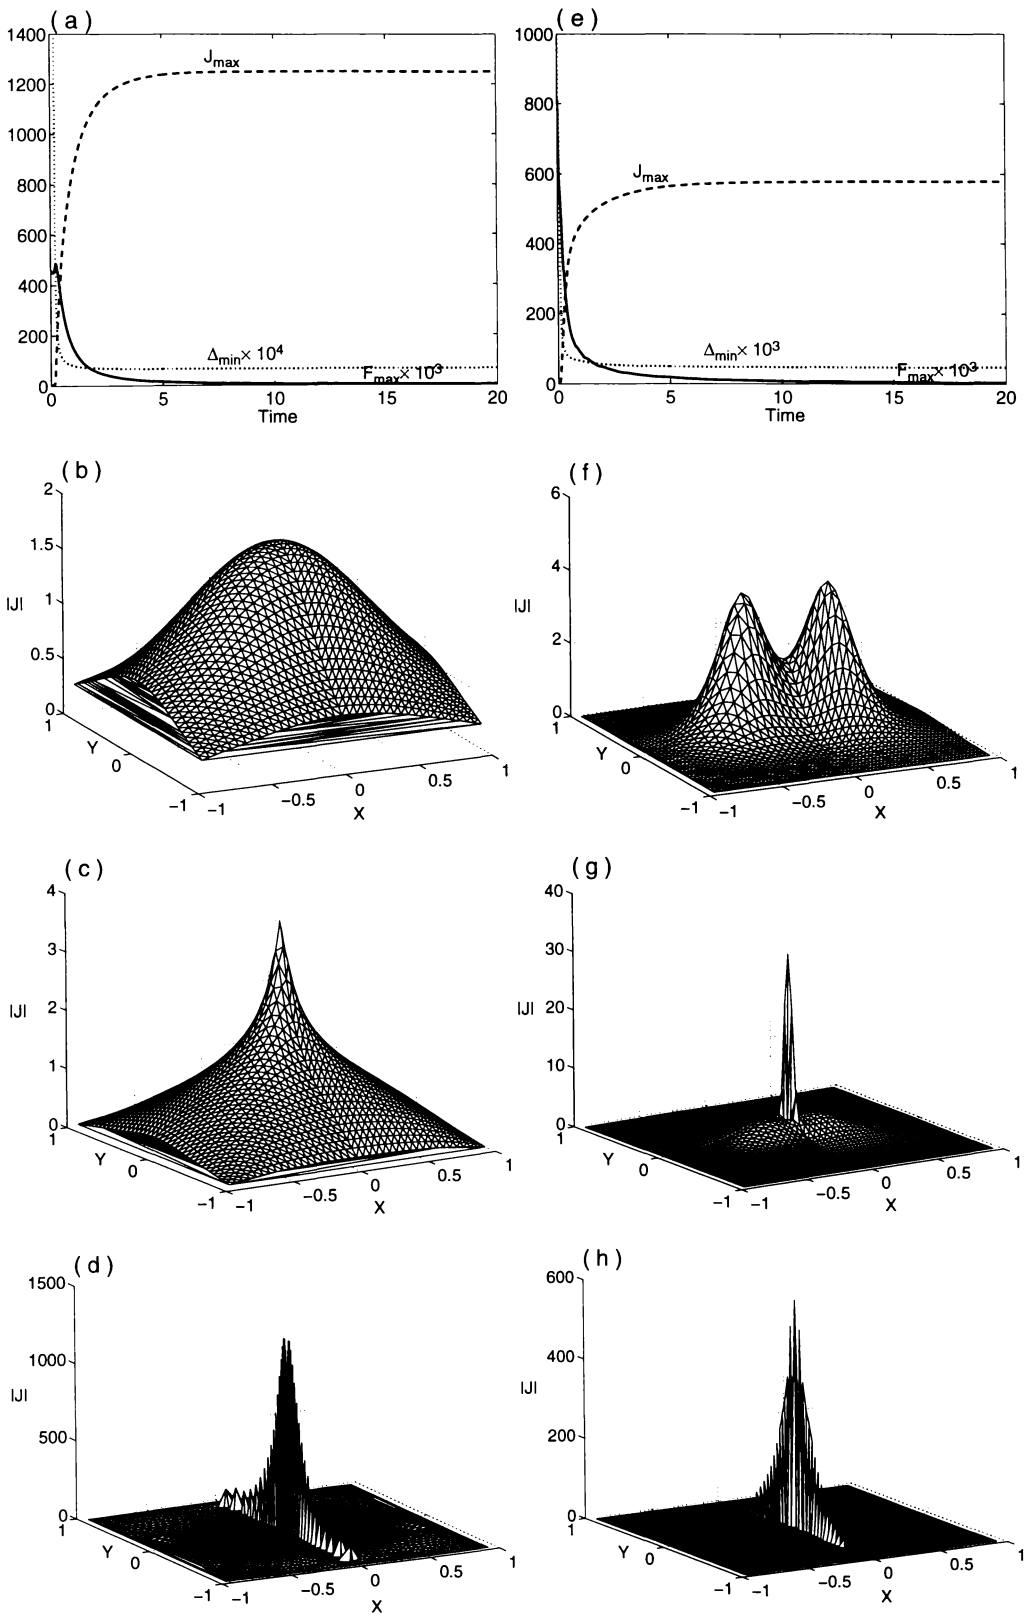 (a)
1400
1200
1000
800
600
400
200
0
J_max
Δ_min × 10^4
F_max × 10^3
0
5
10
15
20
Time
(e)
1000
800
600
400
200
0
J_max
Δ_min × 10^3
F_max × 10^3
0
5
10
15
20
Time
(b)
2
1.5
1
0.5
0
|J|
1
Y
0
−1
−1
−0.5
0
0.5
1
X
(f)
6
4
2
0
|J|
1
Y
0
−1
−1
−0.5
0
0.5
1
X
(c)
4
3
2
1
0
|J|
1
Y
0
−1
−1
−0.5
0
0.5
1
X
(g)
40
30
20
10
0
|J|
1
Y
0
−1
−1
−0.5
0
0.5
1
X
(d)
1500
1000
500
0
|J|
1
Y
0
−1
−1
−0.5
0
0.5
1
X
(h)
600
400
200
0
|J|
1
Y
0
−1
−1
−0.5
0
0.5
1
X